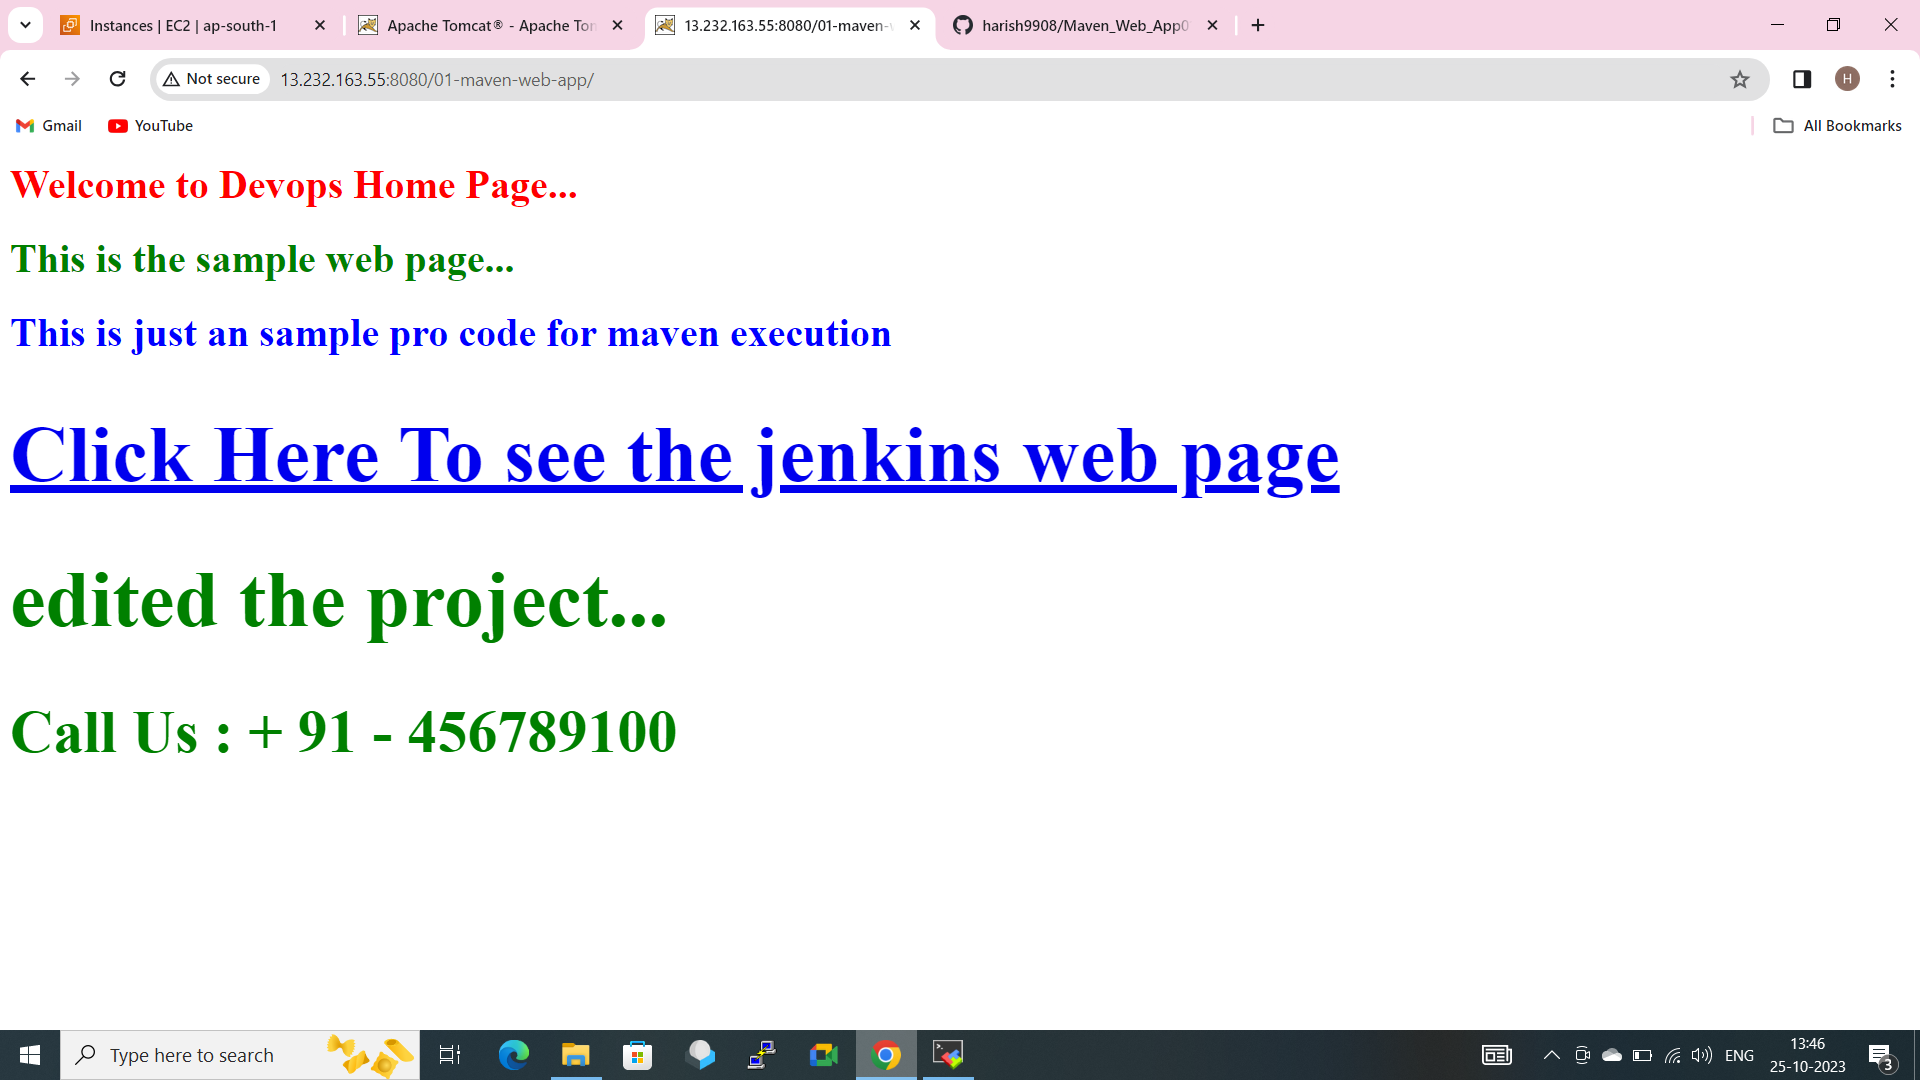 Instances | EC2 | ap-south-1
Apache Tomcat® - Apache Tom
13.232.163.55:8080/01-maven-w
harish9908/Maven_Web_App0
Not secure
13.232.163.55:8080/01-maven-web-app/
H
Gmail
YouTube
All Bookmarks
Welcome to Devops Home Page...
This is the sample web page...
This is just an sample pro code for maven execution
Click Here To see the jenkins web page
edited the project...
Call Us : + 91 - 456789100
Type here to search
ENG
13:46
25-10-2023
3